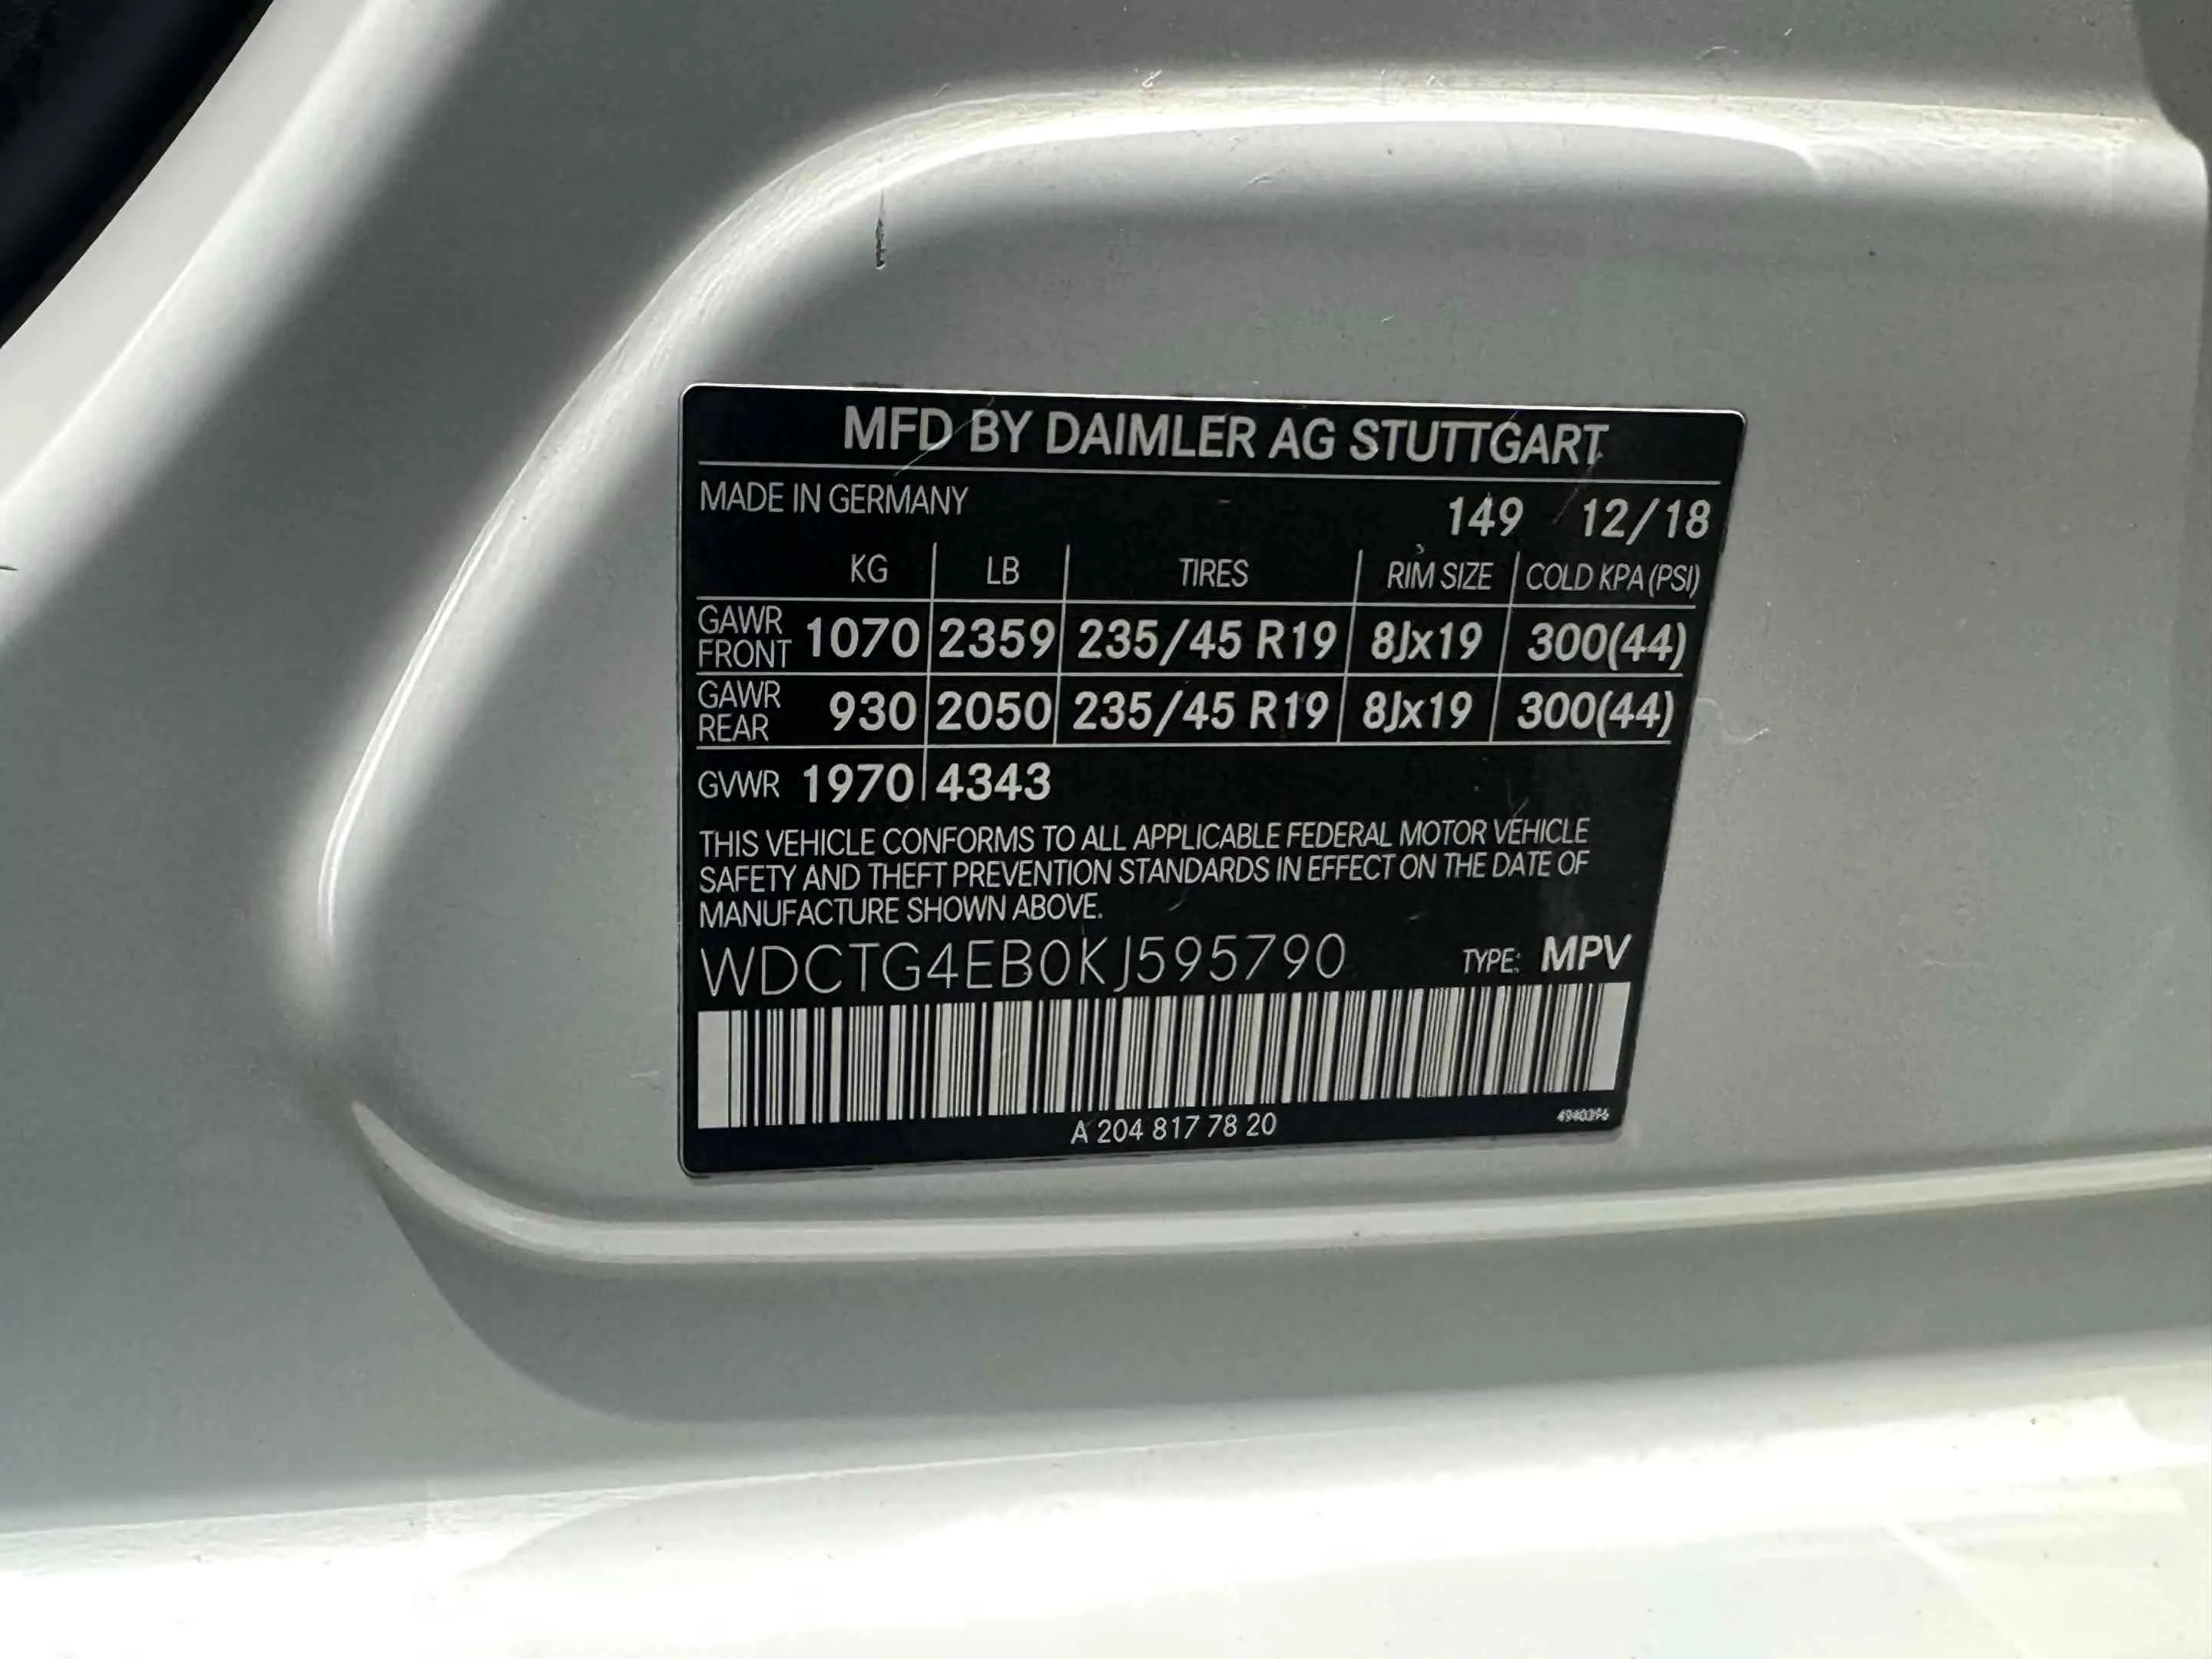 MFD BY DAIMLER AG STUTTGART
MADE IN GERMANY 149 12/18
KG LB TIRES RIM SIZE COLD KPA (PSI)
GAWR FRONT 1070 2359 235/45 R19 8Jx19 300(44)
GAWR REAR 930 2050 235/45 R19 8Jx19 300(44)
GVWR 1970 4343
THIS VEHICLE CONFORMS TO ALL APPLICABLE FEDERAL MOTOR VEHICLE
SAFETY AND THEFT PREVENTION STANDARDS IN EFFECT ON THE DATE OF
MANUFACTURE SHOWN ABOVE.
WDCTG4EB0KJ595790 TYPE: MPV
A 204 817 78 20